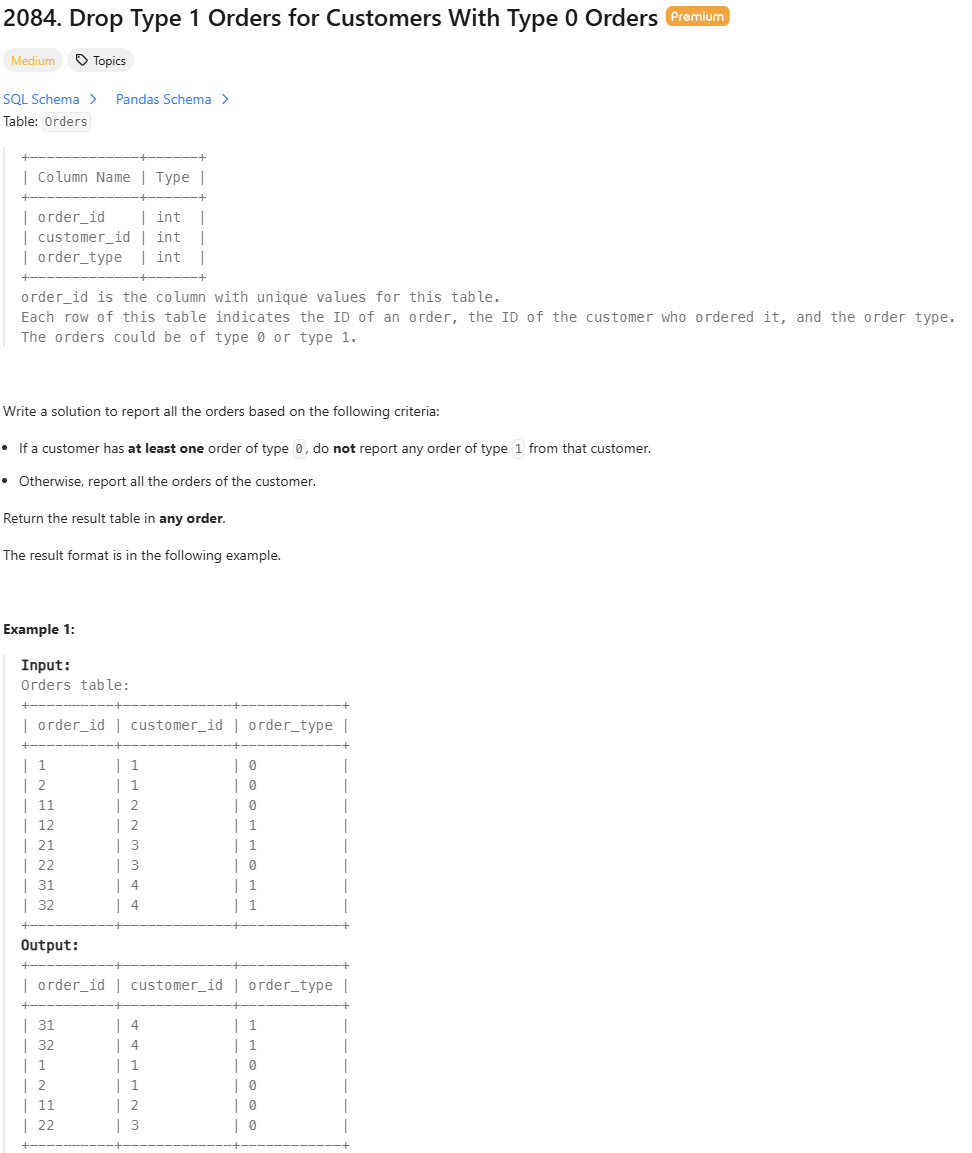 2084. Drop Type 1 Orders for Customers With Type 0 Orders Premium
Medium Topics
SQL Schema > Pandas Schema >
Table: Orders
+-------------+------+
| Column Name | Type |
+-------------+------+
| order_id    | int  |
| customer_id | int  |
| order_type  | int  |
+-------------+------+
order_id is the column with unique values for this table.
Each row of this table indicates the ID of an order, the ID of the customer who ordered it, and the order type.
The orders could be of type 0 or type 1.
Write a solution to report all the orders based on the following criteria:
• If a customer has at least one order of type 0, do not report any order of type 1 from that customer.
• Otherwise, report all the orders of the customer.
Return the result table in any order.
The result format is in the following example.
Example 1:
Input:
Orders table:
+----------+-------------+------------+
| order_id | customer_id | order_type |
+----------+-------------+------------+
| 1        | 1           | 0          |
| 2        | 1           | 0          |
| 11       | 2           | 0          |
| 12       | 2           | 1          |
| 21       | 3           | 1          |
| 22       | 3           | 0          |
| 31       | 4           | 1          |
| 32       | 4           | 1          |
+----------+-------------+------------+
Output:
+----------+-------------+------------+
| order_id | customer_id | order_type |
+----------+-------------+------------+
| 31       | 4           | 1          |
| 32       | 4           | 1          |
| 1        | 1           | 0          |
| 2        | 1           | 0          |
| 11       | 2           | 0          |
| 22       | 3           | 0          |
+----------+-------------+------------+